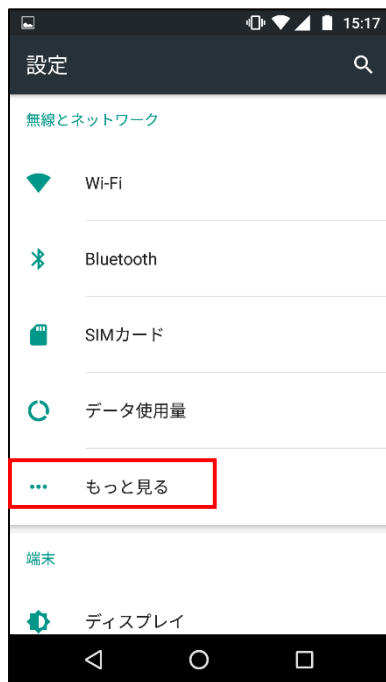 15:17
設定
無線とネットワーク
Wi-Fi
Bluetooth
SIMカード
データ使用量
もっと見る
端末
ディスプレイ